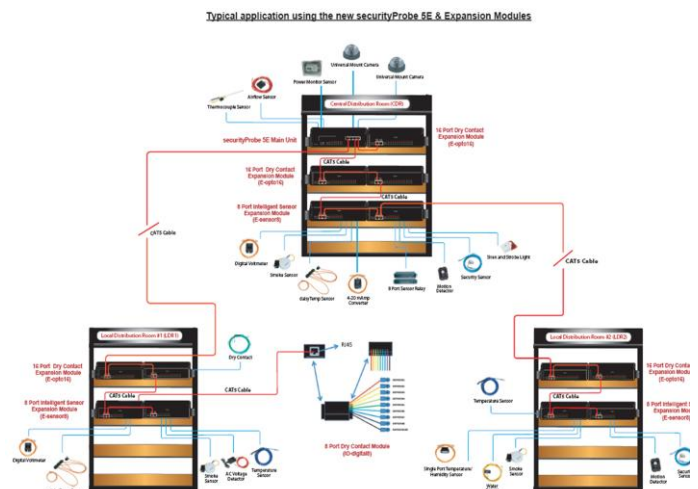 Typical application using the new securityProbe 5E & Expansion Modules
Universal Mount Camera
Power Monitor Sensor
Universal Mount Camera
Airflow Sensor
Thermocouple Sensor
Central Distribution Room (CDR)
securityProbe 5E Main Unit
16 Port Dry Contact
Expansion Module
(E-opto16)
CAT5 Cable
16 Port Dry Contact
Expansion Module
(E-opto16)
CAT5 Cable
8 Port Intelligent Sensor
Expansion Module
(E-sensor8)
CAT5 Cable
CAT5 Cable
Digital Voltmeter
Smoke Sensor
daisyTemp Sensor
4-20 mAmp
Converter
8 Port Sensor Relay
Motion
Detector
Security Sensor
Siren and Strobe Light
Local Distribution Room #1 (LDR1)
16 Port Dry Contact
Expansion Module
(E-opto16)
CAT5 Cable
8 Port Intelligent Sensor
Expansion Module
(E-sensor8)
Dry Contact
CAT5 Cable
Digital Voltmeter
Smoke
Sensor
AC Voltage
Detector
Temperature
Sensor
RJ45
8 Port Dry Contact Module
(IO-digital8)
Local Distribution Room #2 (LDR2)
16 Port Dry Contact
Expansion Modu
(E-opto16)
CAT5 Cable
8 Port Intelligent
Expansion Mod
(E-sensor8)
Temperature Sensor
Single Port Temperature/
Humidity Sensor
Water
Smoke
Sensor
Motion
Detector
Security
Sensor